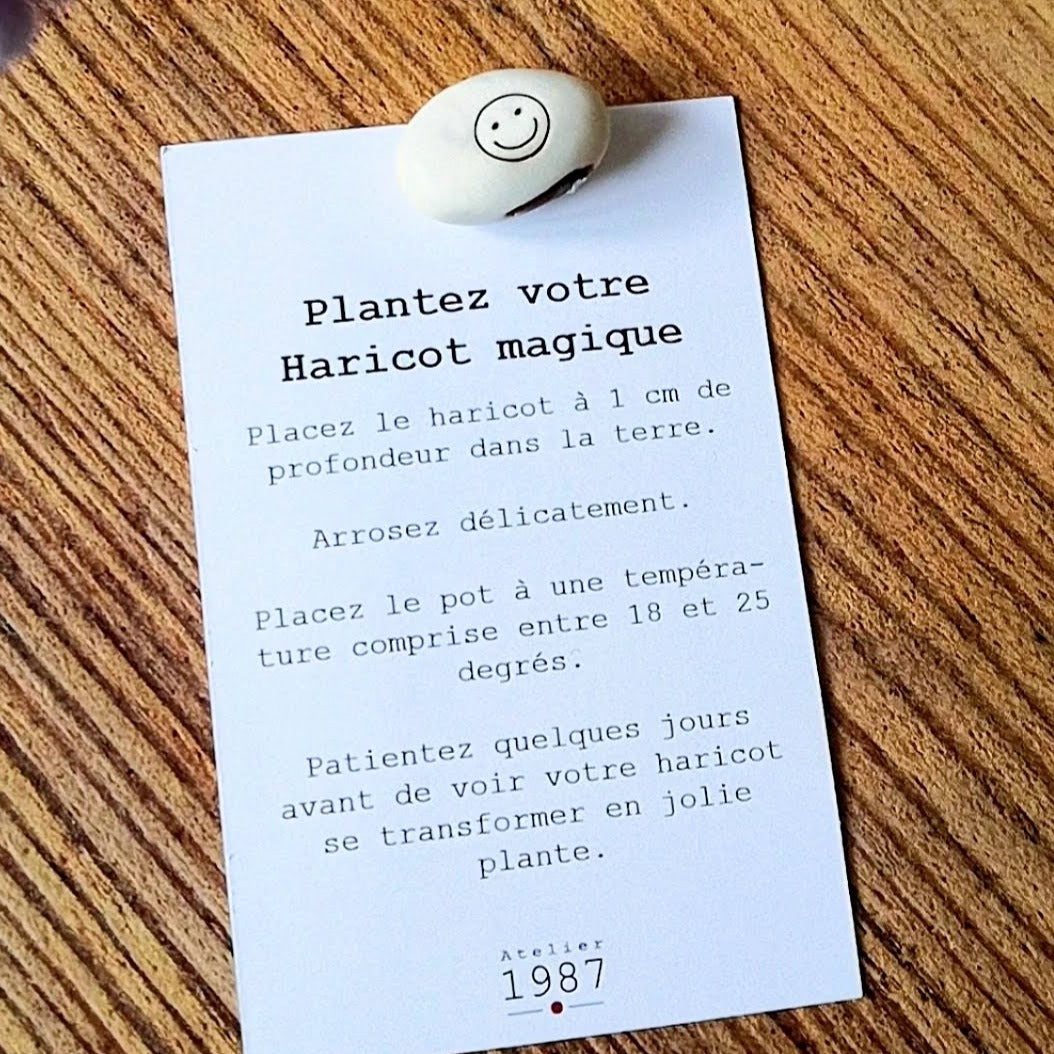 Plantez votre
Haricot magique
Placez le haricot à 1 cm de
profondeur dans la terre.
Arrosez délicatement.
Placez le pot à une tempéra-
ture comprise entre 18 et 25
degrés.
Patientez quelques jours
avant de voir votre haricot
se transformer en jolie
plante.
Atelier
1987